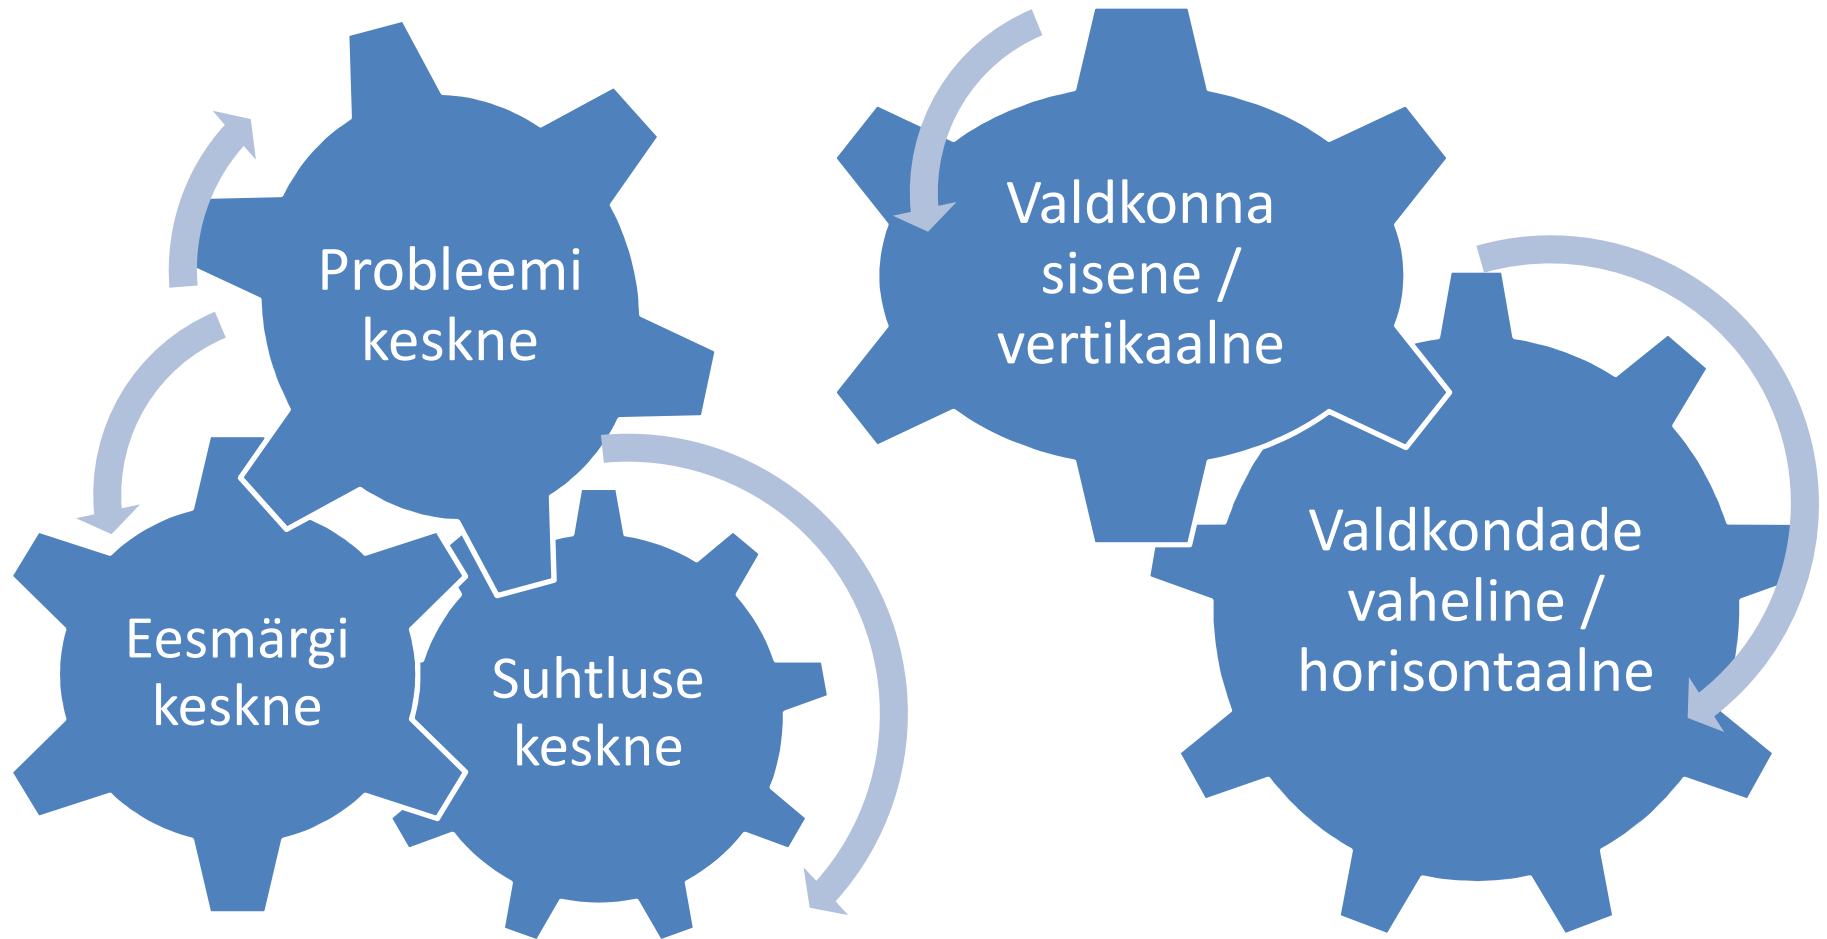 Probleemi
keskne
Eesmärgi
keskne
Suhtluse
keskne
Valdkonna
sisene /
vertikaalne
Valdkondade
vaheline /
horisontaalne